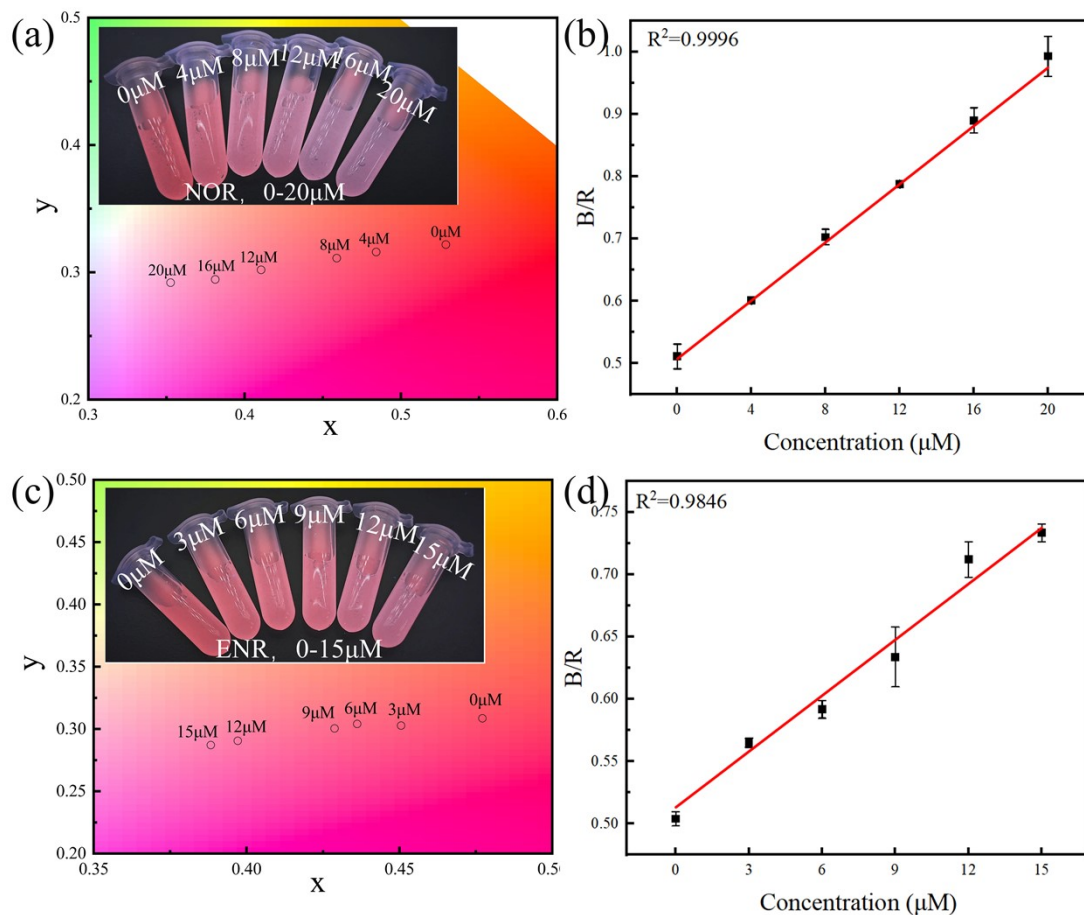 (a)
0.5
0.4
0.3
0.2
y
0μM 4μM 8μM 12μM 16μM 20μM
NOR, 0-20μM
20μM 16μM 12μM 8μM 4μM 0μM
0.3 0.4 0.5 0.6
x
(b)
R²=0.9996
1.0
0.9
0.8
0.7
0.6
0.5
B/R
0 4 8 12 16 20
Concentration (μM)
(c)
0.50
0.45
0.40
0.35
0.30
0.25
0.20
y
0μM 3μM 6μM 9μM 12μM 15μM
ENR, 0-15μM
15μM 12μM 9μM 6μM 3μM 0μM
0.35 0.40 0.45 0.50
x
(d)
R²=0.9846
0.75
0.70
0.65
0.60
0.55
0.50
B/R
0 3 6 9 12 15
Concentration (μM)